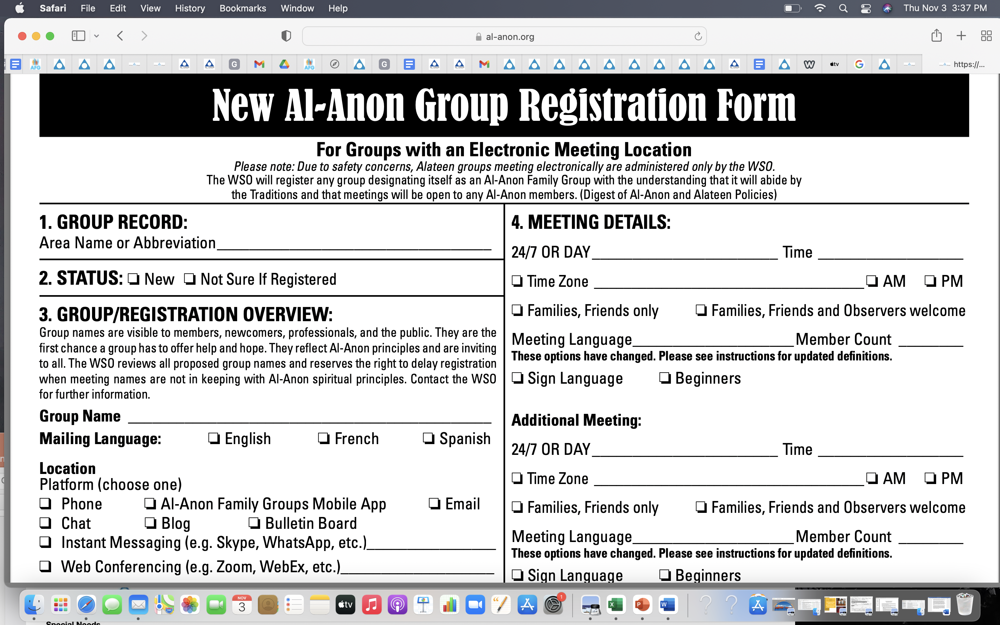 Safari File Edit View History Bookmarks Window Help Thu Nov 3 3:37 PM
al-anon.org
https://...
New Al-Anon Group Registration Form
For Groups with an Electronic Meeting Location
Please note: Due to safety concerns, Alateen groups meeting electronically are administered only by the WSO.
The WSO will register any group designating itself as an Al-Anon Family Group with the understanding that it will abide by
the Traditions and that meetings will be open to any Al-Anon members. (Digest of Al-Anon and Alateen Policies)
1. GROUP RECORD:
Area Name or Abbreviation
2. STATUS: ❏ New ❏ Not Sure If Registered
3. GROUP/REGISTRATION OVERVIEW:
Group names are visible to members, newcomers, professionals, and the public. They are the
first chance a group has to offer help and hope. They reflect Al-Anon principles and are inviting
to all. The WSO reviews all proposed group names and reserves the right to delay registration
when meeting names are not in keeping with Al-Anon spiritual principles. Contact the WSO
for further information.
Group Name
Mailing Language: ❏ English ❏ French ❏ Spanish
Location
Platform (choose one)
❏ Phone ❏ Al-Anon Family Groups Mobile App ❏ Email
❏ Chat ❏ Blog ❏ Bulletin Board
❏ Instant Messaging (e.g. Skype, WhatsApp, etc.)
❏ Web Conferencing (e.g. Zoom, WebEx, etc.)
4. MEETING DETAILS:
24/7 OR DAY Time
❏ Time Zone ❏ AM ❏ PM
❏ Families, Friends only ❏ Families, Friends and Observers welcome
Meeting Language Member Count
These options have changed. Please see instructions for updated definitions.
❏ Sign Language ❏ Beginners
Additional Meeting:
24/7 OR DAY Time
❏ Time Zone ❏ AM ❏ PM
❏ Families, Friends only ❏ Families, Friends and Observers welcome
Meeting Language Member Count
These options have changed. Please see instructions for updated definitions.
❏ Sign Language ❏ Beginners
NOV
3
tv
1
Special Needs